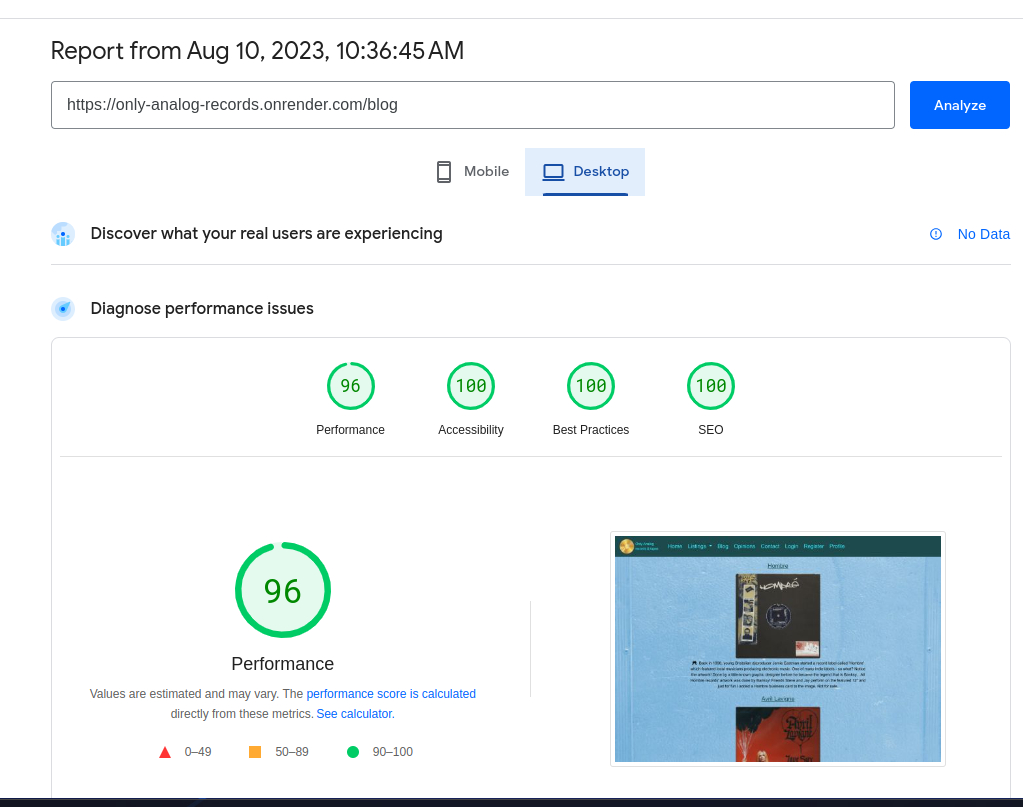 Report from Aug 10, 2023, 10:36:45 AM
https://only-analog-records.onrender.com/blog
Analyze
Mobile
Desktop
Discover what your real users are experiencing
No Data
Diagnose performance issues
96
100
100
100
Performance
Accessibility
Best Practices
SEO
96
Performance
Values are estimated and may vary. The performance score is calculated
directly from these metrics. See calculator.
0–49
50–89
90–100
Home Listings Blog Opinions Contact Login Register Profile
Hombre
Avril Lavigne